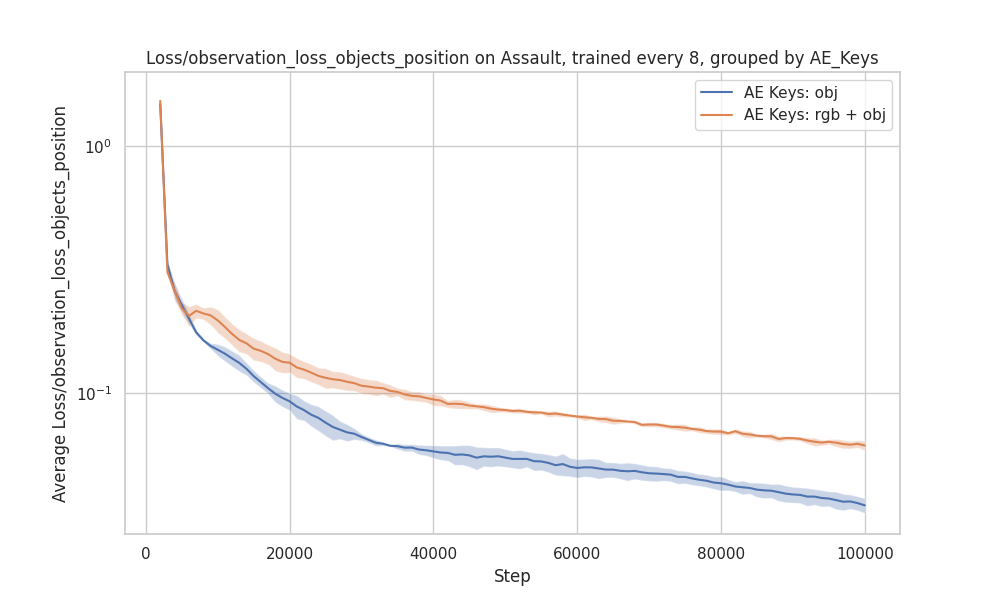 Loss/observation_loss_objects_position on Assault, trained every 8, grouped by AE_Keys
AE Keys: obj
AE Keys: rgb + obj
Average Loss/observation_loss_objects_position
10⁰
10⁻¹
0
20000
40000
60000
80000
100000
Step